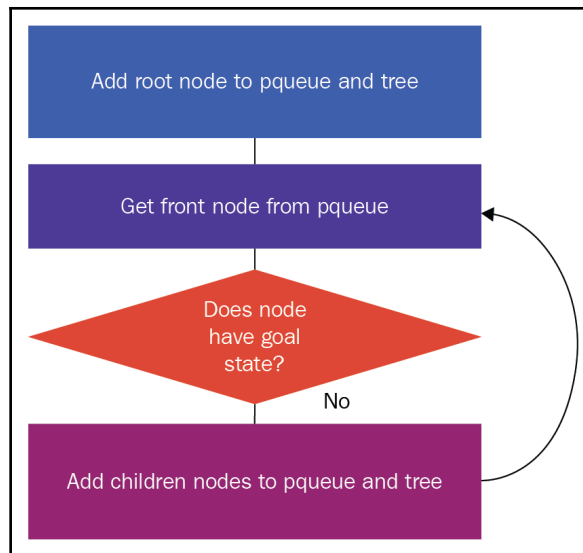 Add root node to pqueue and tree
Get front node from pqueue
Does node
have goal
state?
No
Add children nodes to pqueue and tree